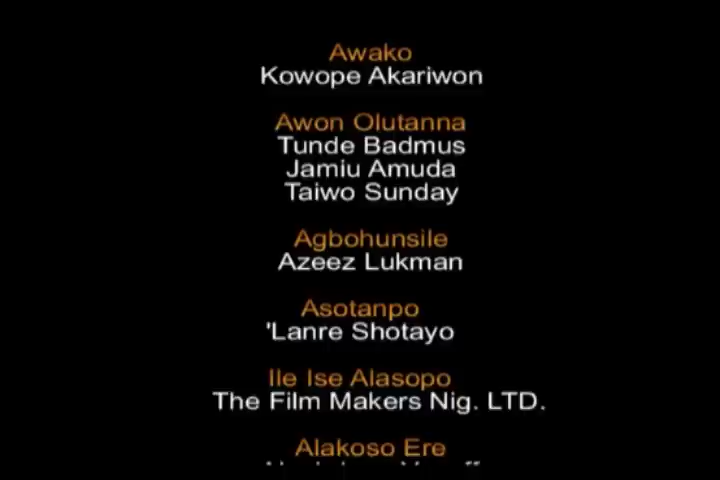 Awako
Kowope Akariwon
Awon Olutanna
Tunde Badmus
Jamiu Amuda
Taiwo Sunday
Agbohunsile
Azeez Lukman
Asotanpo
'Lanre Shotayo
Ile Ise Alasopo
The Film Makers Nig. LTD.
Alakoso Ere